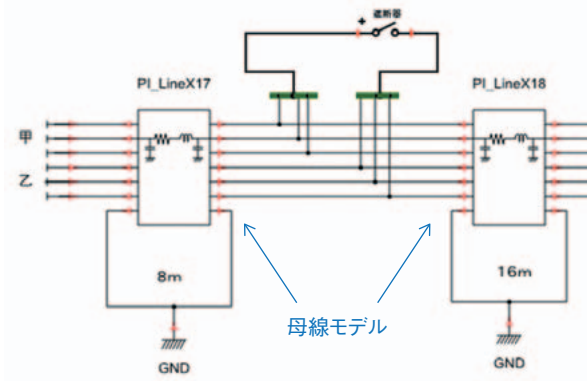 遮断器
+
PI_LineX17
PI_LineX18
甲
乙
8m
16m
母線モデル
GND
GND